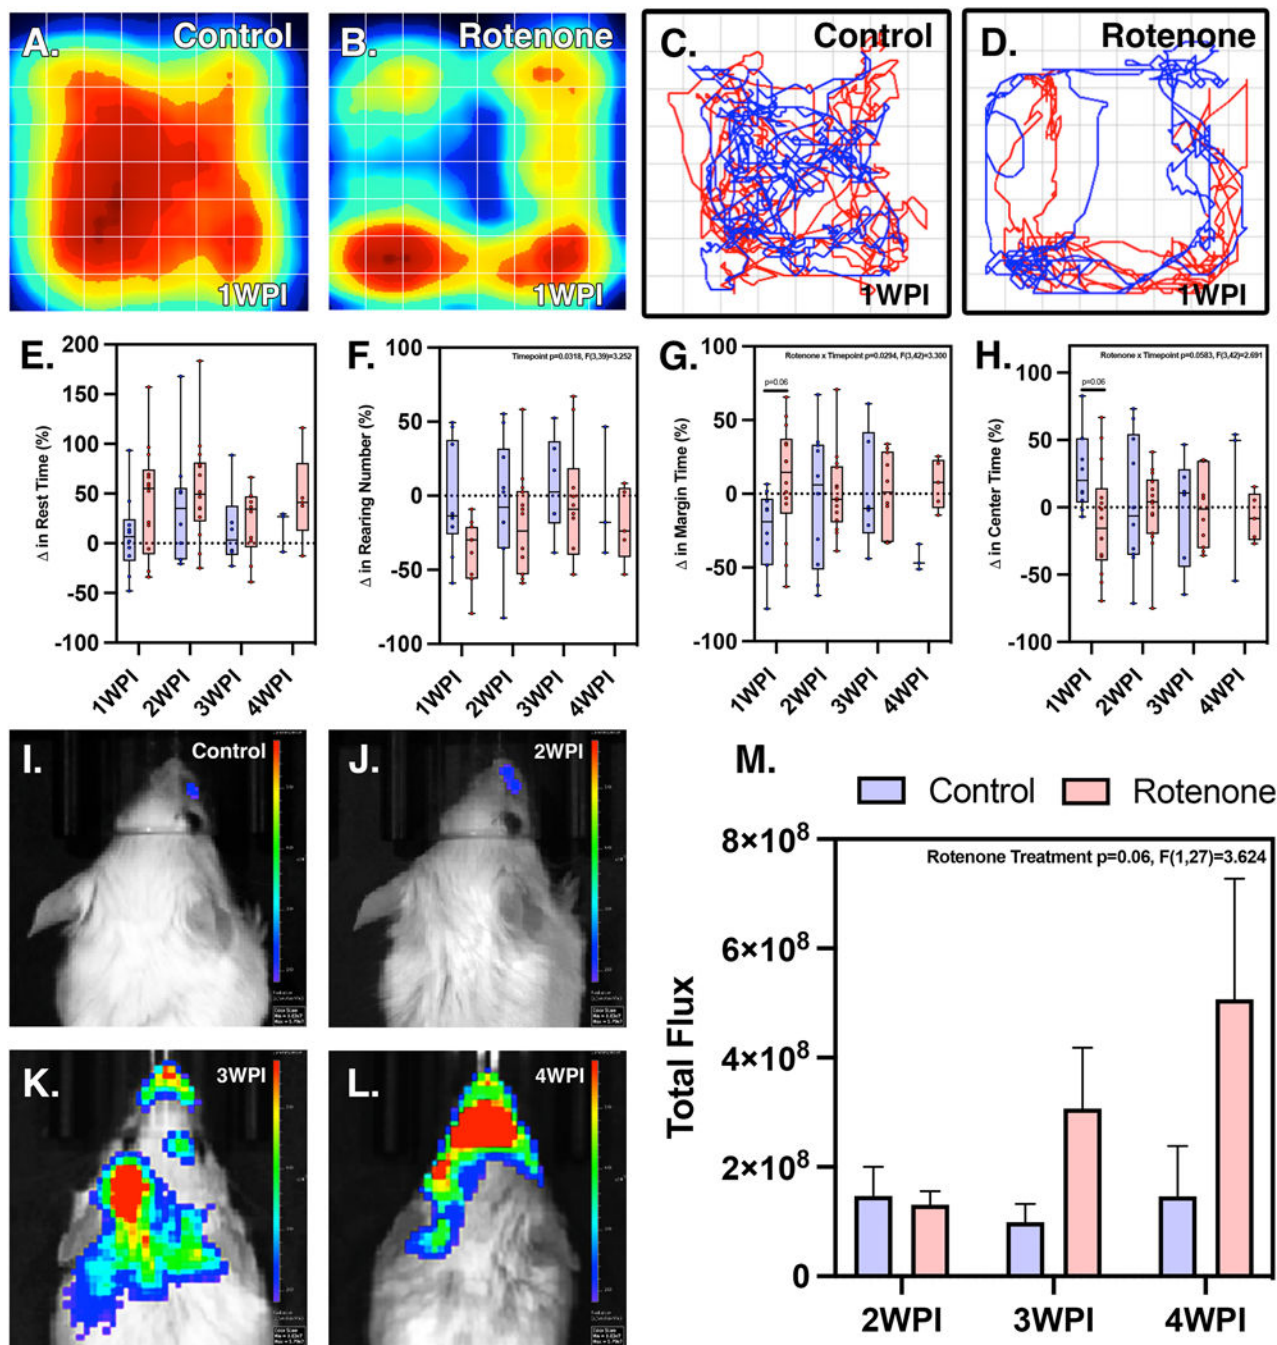 A. Control
1WPI
B. Rotenone
1WPI
C. Control
1WPI
D. Rotenone
1WPI
E.
Δ in Rest Time (%)
200
150
100
50
0
-50
-100
1WPI 2WPI 3WPI 4WPI
F.
Timepoint p=0.0318, F(3,39)=3.252
Δ in Rearing Number (%)
100
50
0
-50
-100
1WPI 2WPI 3WPI 4WPI
G.
Rotenone x Timepoint p=0.0294, F(3,42)=3.300
p=0.06
Δ in Margin Time (%)
100
50
0
-50
-100
1WPI 2WPI 3WPI 4WPI
H.
Rotenone x Timepoint p=0.0583, F(3,42)=2.691
p=0.06
Δ in Center Time (%)
100
50
0
-50
-100
1WPI 2WPI 3WPI 4WPI
I. Control
J. 2WPI
K. 3WPI
L. 4WPI
M.
Control Rotenone
Rotenone Treatment p=0.06, F(1,27)=3.624
Total Flux
8×10⁸
6×10⁸
4×10⁸
2×10⁸
0
2WPI 3WPI 4WPI